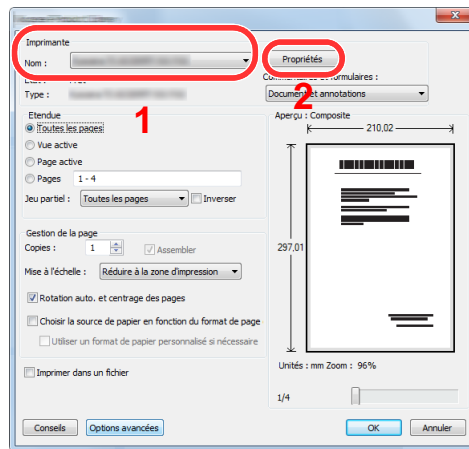 Imprimante
Nom :
Propriétés
Type :
Document et annotations
1
2
Etendue
Toutes les pages
Vue active
Page active
Pages 1 - 4
Jeu partiel : Toutes les pages Inverser
Aperçu : Composite
210,02
297,01
Gestion de la page
Copies : 1 Assembler
Mise à l'échelle : Réduire à la zone d'impression
Rotation auto. et centrage des pages
Choisir la source de papier en fonction du format de page
Utiliser un format de papier personnalisé si nécessaire
Imprimer dans un fichier
Unités : mm Zoom : 96%
1/4
Conseils Options avancées OK Annuler